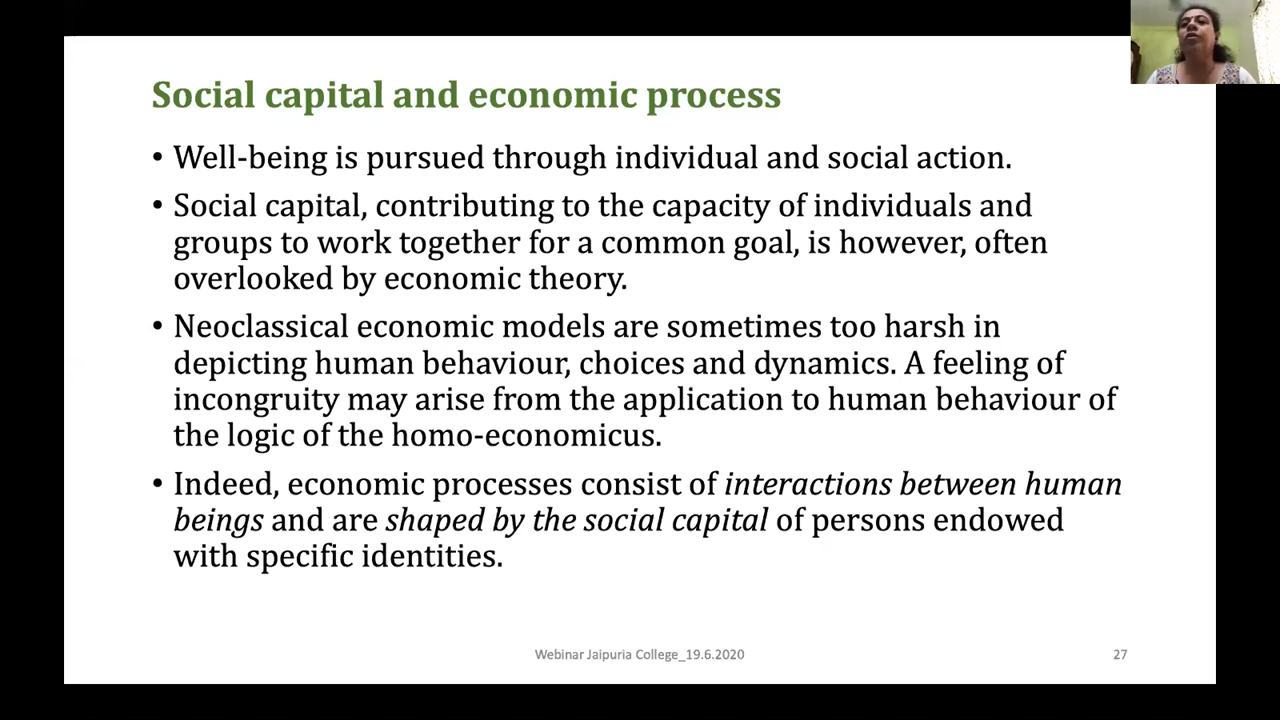 Social capital and economic process
• Well-being is pursued through individual and social action.
• Social capital, contributing to the capacity of individuals and
groups to work together for a common goal, is however, often
overlooked by economic theory.
• Neoclassical economic models are sometimes too harsh in
depicting human behaviour, choices and dynamics. A feeling of
incongruity may arise from the application to human behaviour of
the logic of the homo-economicus.
• Indeed, economic processes consist of interactions between human
beings and are shaped by the social capital of persons endowed
with specific identities.
Webinar Jaipuria College_19.6.2020
27